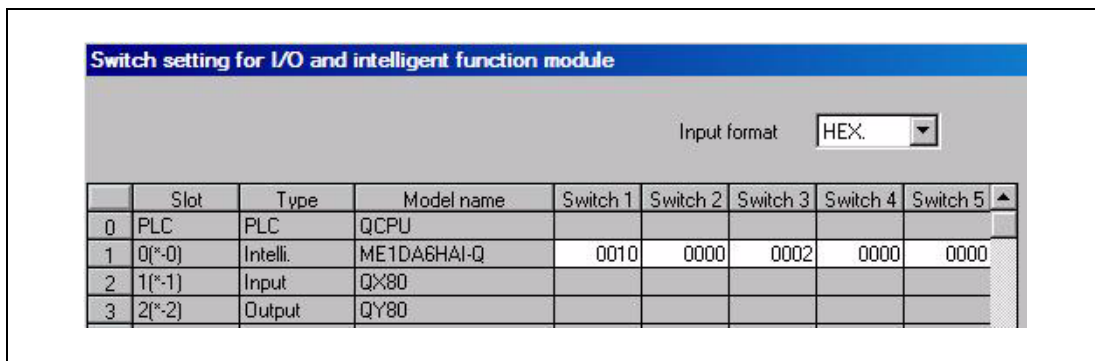 Switch setting for I/O and intelligent function module
Input format HEX.
Slot Type Model name Switch 1 Switch 2 Switch 3 Switch 4 Switch 5
0 PLC PLC QCPU
1 0(*-0) Intelli. ME1DA6HAI-Q 0010 0000 0002 0000 0000
2 1(*-1) Input QX80
3 2(*-2) Output QY80